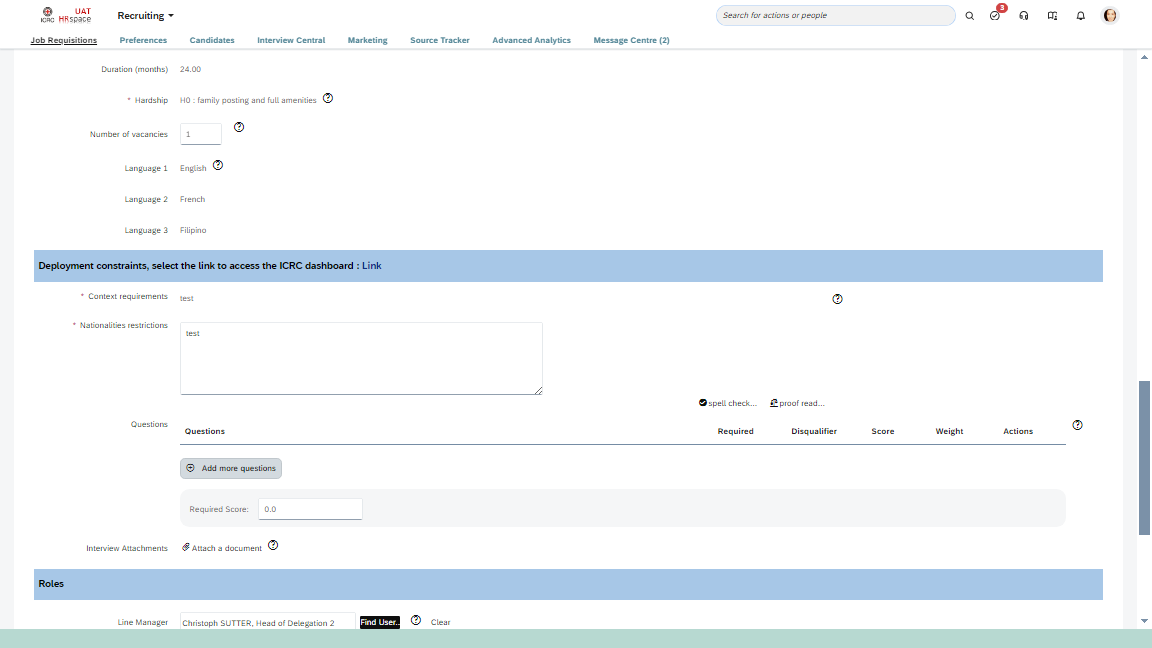 ICRC UAT HRspace
Recruiting
Search for actions or people
3
Job Requisitions Preferences Candidates Interview Central Marketing Source Tracker Advanced Analytics Message Centre (2)
Duration (months) 24.00
* Hardship H0 : family posting and full amenities
Number of vacancies 1
Language 1 English
Language 2 French
Language 3 Filipino
Deployment constraints, select the link to access the ICRC dashboard : Link
* Context requirements test
* Nationalities restrictions test
spell check... proof read...
Questions Questions Required Disqualifier Score Weight Actions
Add more questions
Required Score: 0.0
Interview Attachments Attach a document
Roles
Line Manager Christoph SUTTER, Head of Delegation 2 Find User.. Clear